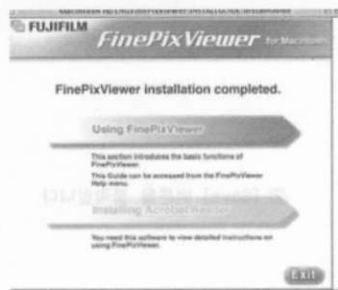 FUJIFILM
FinePixViewer for Macintosh
FinePixViewer installation completed.
Using FinePixViewer
This section introduces the basic functions of
FinePixViewer.
This Guide can be accessed from the FinePixViewer
Help menu.
Installing Acrobat Reader
You need this software to view detailed instructions on
using FinePixViewer.
Exit